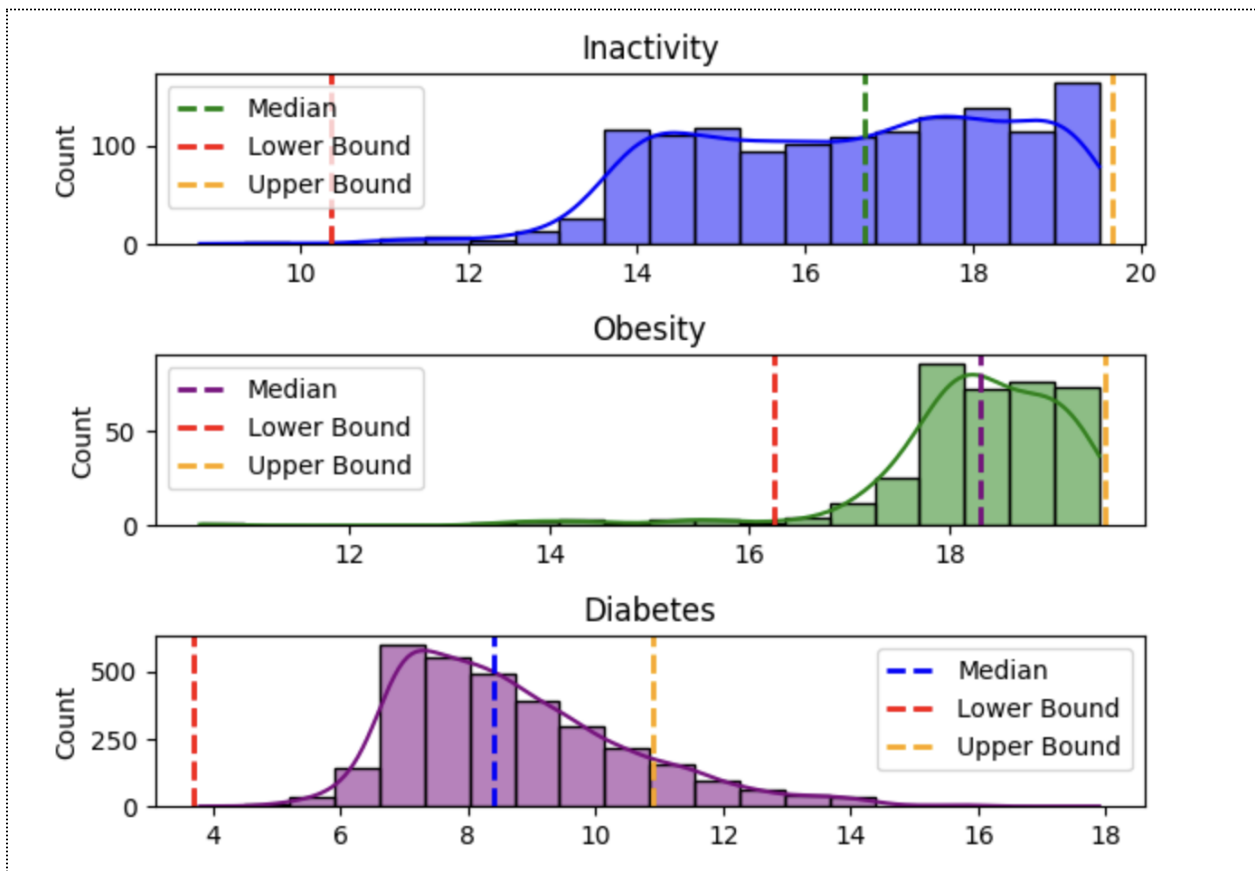 Inactivity
Count
100
0
Median
Lower Bound
Upper Bound
10 12 14 16 18 20
Obesity
Count
50
0
Median
Lower Bound
Upper Bound
12 14 16 18
Diabetes
Count
500
250
0
Median
Lower Bound
Upper Bound
4 6 8 10 12 14 16 18